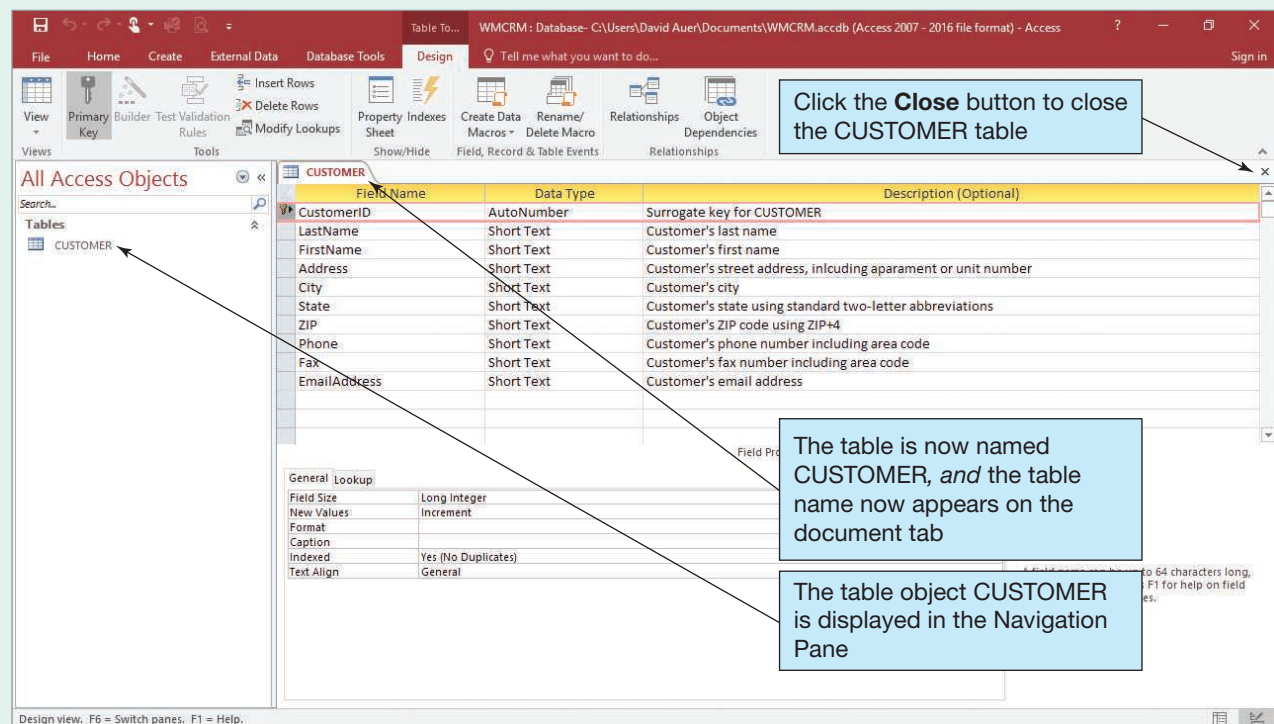 Table To...
WMCRM : Database- C:\Users\David Auer\Documents\WMCRM.accdb (Access 2007 - 2016 file format) - Access
?
File Home Create External Data Database Tools Design Tell me what you want to do... Sign in
View
Primary Key
Builder
Test Validation Rules
Insert Rows
Delete Rows
Modify Lookups
Property Sheet
Indexes
Create Data Macros
Rename/ Delete Macro
Relationships
Object Dependencies
Views Tools Show/Hide Field, Record & Table Events Relationships
Click the Close button to close
the CUSTOMER table
All Access Objects
Search...
Tables
CUSTOMER
CUSTOMER
Field Name Data Type Description (Optional)
CustomerID AutoNumber Surrogate key for CUSTOMER
LastName Short Text Customer's last name
FirstName Short Text Customer's first name
Address Short Text Customer's street address, inlcuding aparament or unit number
City Short Text Customer's city
State Short Text Customer's state using standard two-letter abbreviations
ZIP Short Text Customer's ZIP code using ZIP+4
Phone Short Text Customer's phone number including area code
Fax Short Text Customer's fax number including area code
EmailAddress Short Text Customer's email address
Field
The table is now named
CUSTOMER, and the table
name now appears on the
document tab
General Lookup
Field Size Long Integer
New Values Increment
Format
Caption
Indexed Yes (No Duplicates)
Text Align General
to 64 characters long,
F1 for help on field
The table object CUSTOMER
is displayed in the Navigation
Pane
Design view. F6 = Switch panes. F1 = Help.